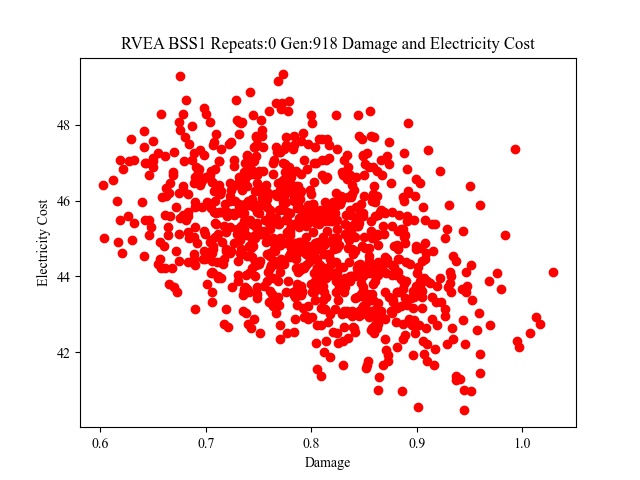 RVEA BSS1 Repeats:0 Gen:918 Damage and Electricity Cost
48
46
44
42
Electricity Cost
0.6 0.7 0.8 0.9 1.0
Damage